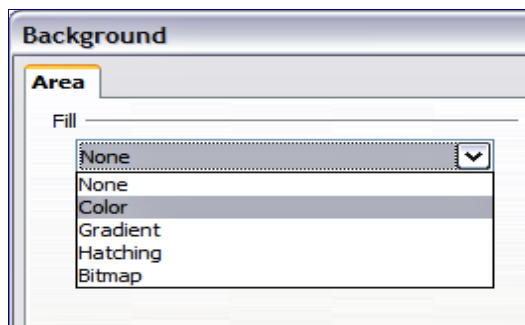 Background
Area
Fill
None
None
Color
Gradient
Hatching
Bitmap